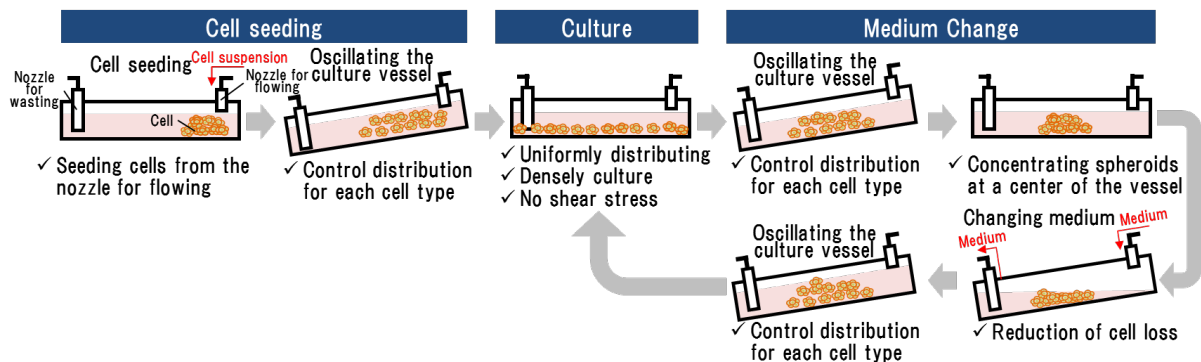 Cell seeding
Culture
Medium Change
Cell seeding
Cell suspension
Nozzle
for
wasting
Nozzle for
flowing
Cell
✓ Seeding cells from the
nozzle for flowing
Oscillating the
culture vessel
✓ Control distribution
for each cell type
✓ Uniformly distributing
✓ Densely culture
✓ No shear stress
Oscillating the
culture vessel
✓ Control distribution
for each cell type
✓ Concentrating spheroids
at a center of the vessel
Changing medium
Medium
Medium
✓ Reduction of cell loss
Oscillating the
culture vessel
✓ Control distribution
for each cell type